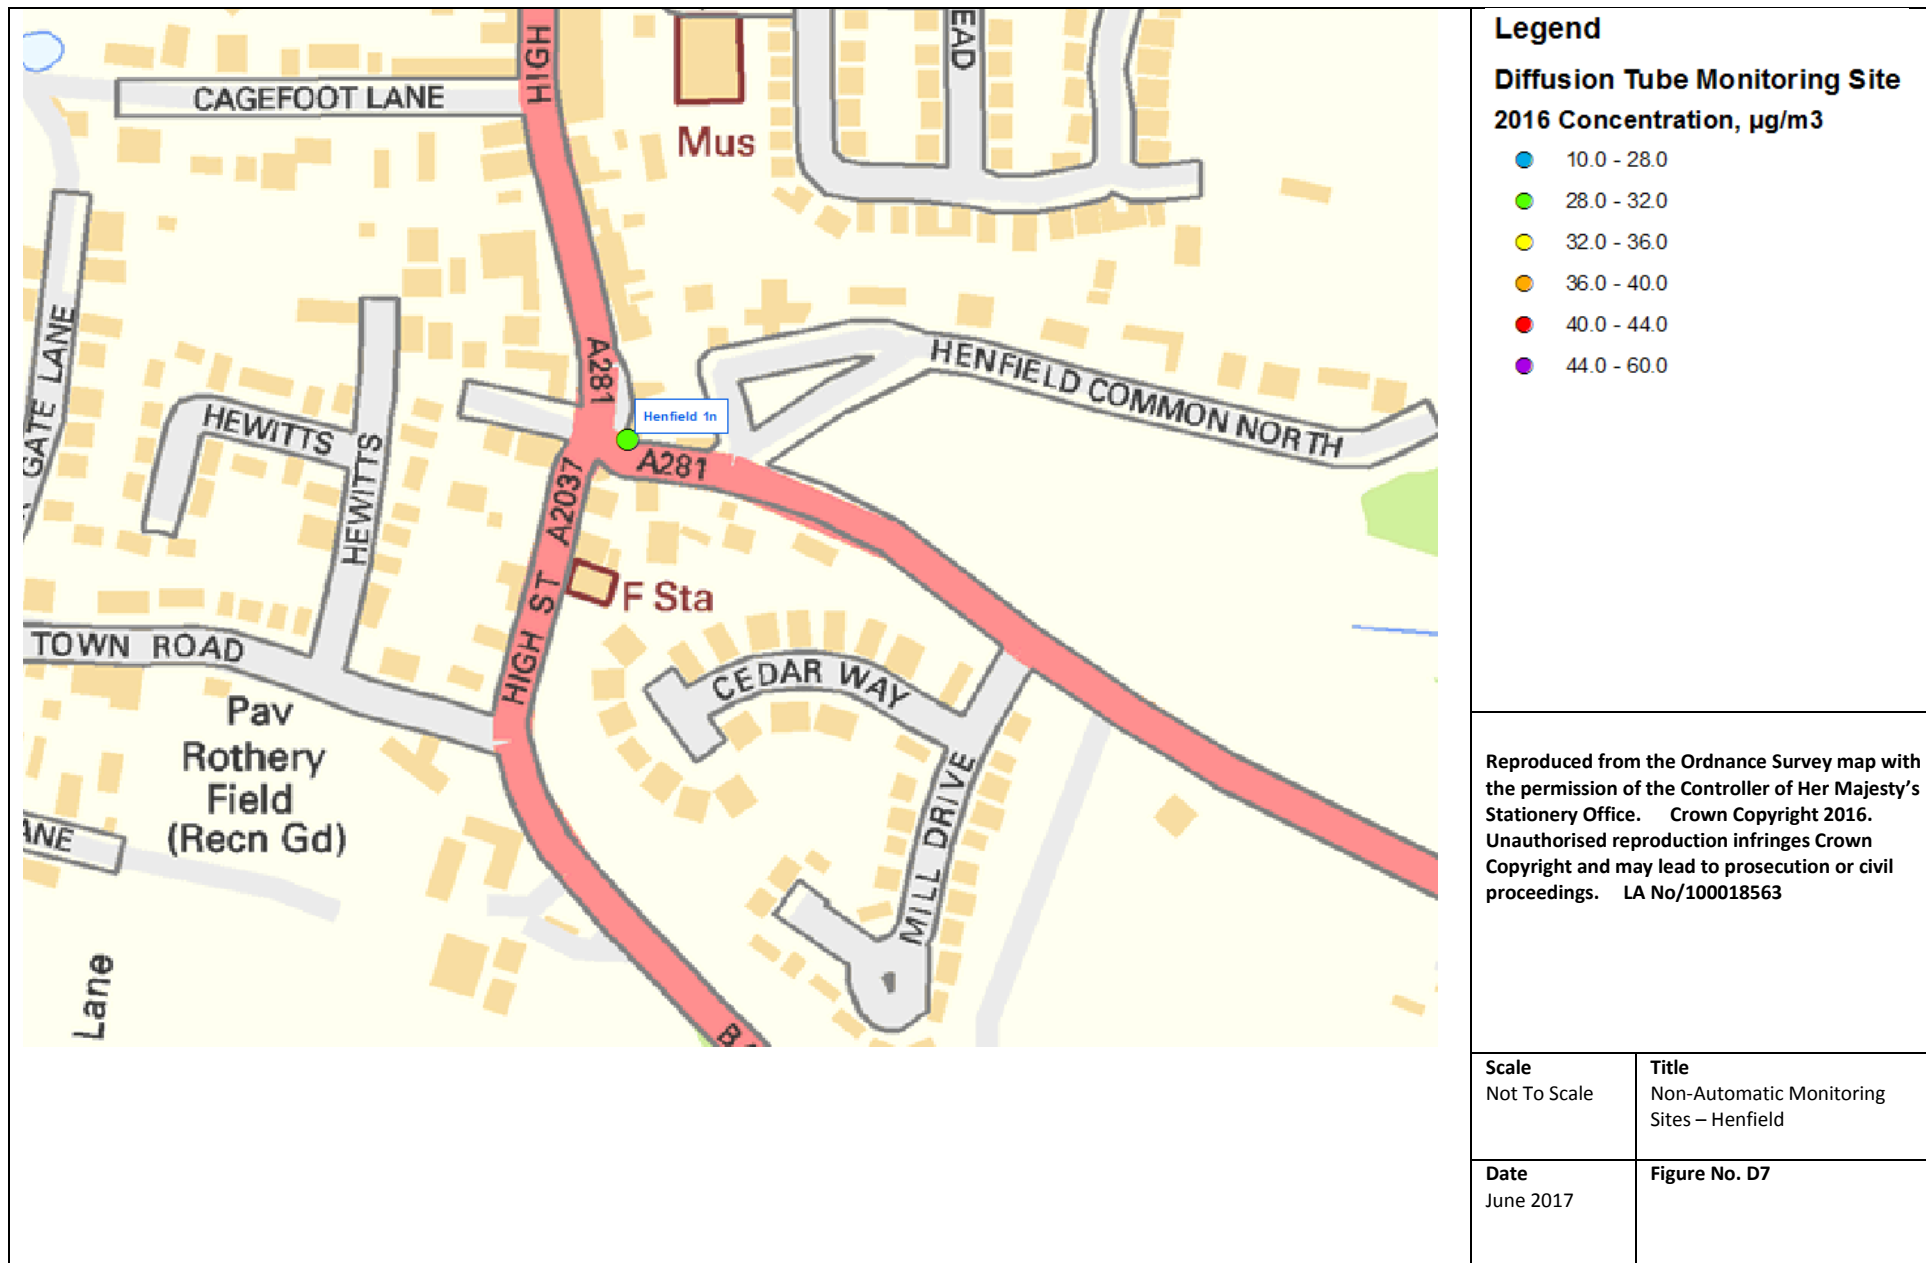 HIGH
EAD
CAGEFOOT LANE
Mus
GATE LANE
A281
HENFIELD COMMON NORTH
Henfield 1n
HEWITTS
HEWITTS
A281
A2037
HIGH ST
F Sta
TOWN ROAD
CEDAR WAY
Pav
Rothery
Field
(Recn Gd)
MILL DRIVE
ANE
Lane
Legend
Diffusion Tube Monitoring Site
2016 Concentration, µg/m3
10.0 - 28.0
28.0 - 32.0
32.0 - 36.0
36.0 - 40.0
40.0 - 44.0
44.0 - 60.0
Reproduced from the Ordnance Survey map with
the permission of the Controller of Her Majesty’s
Stationery Office. Crown Copyright 2016.
Unauthorised reproduction infringes Crown
Copyright and may lead to prosecution or civil
proceedings. LA No/100018563
Scale
Not To Scale
Title
Non-Automatic Monitoring
Sites – Henfield
Date
June 2017
Figure No. D7